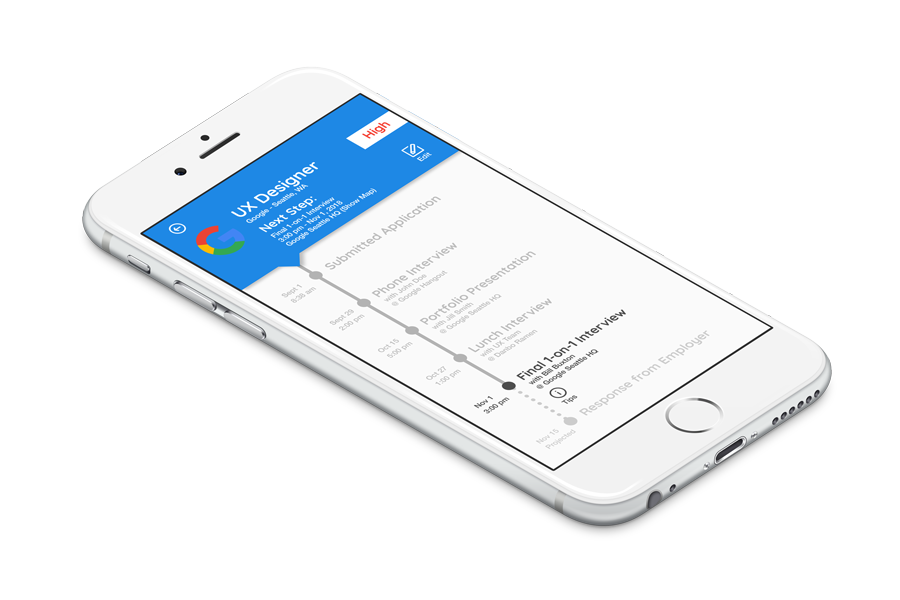 High
Edit
UX Designer
Google - Seattle, WA
Next Step:
Final 1-on-1 Interview
3:00 pm - Nov 1, 2018
Google Seattle HQ (Show Map)
Sept 1
8:38 am
Submitted Application
Sept 29
2:00 pm
Phone Interview
with John Doe
@ Google Hangout
Oct 15
5:00 pm
Portfolio Presentation
with Jill Smith
@ Google Seattle HQ
Oct 27
1:00 pm
Lunch Interview
with UX Team
@ Danbo Ramen
Nov 1
3:00 pm
Final 1-on-1 Interview
with Bill Buxton
@ Google Seattle HQ
Tips
Nov 15
Projected
Response from Employer